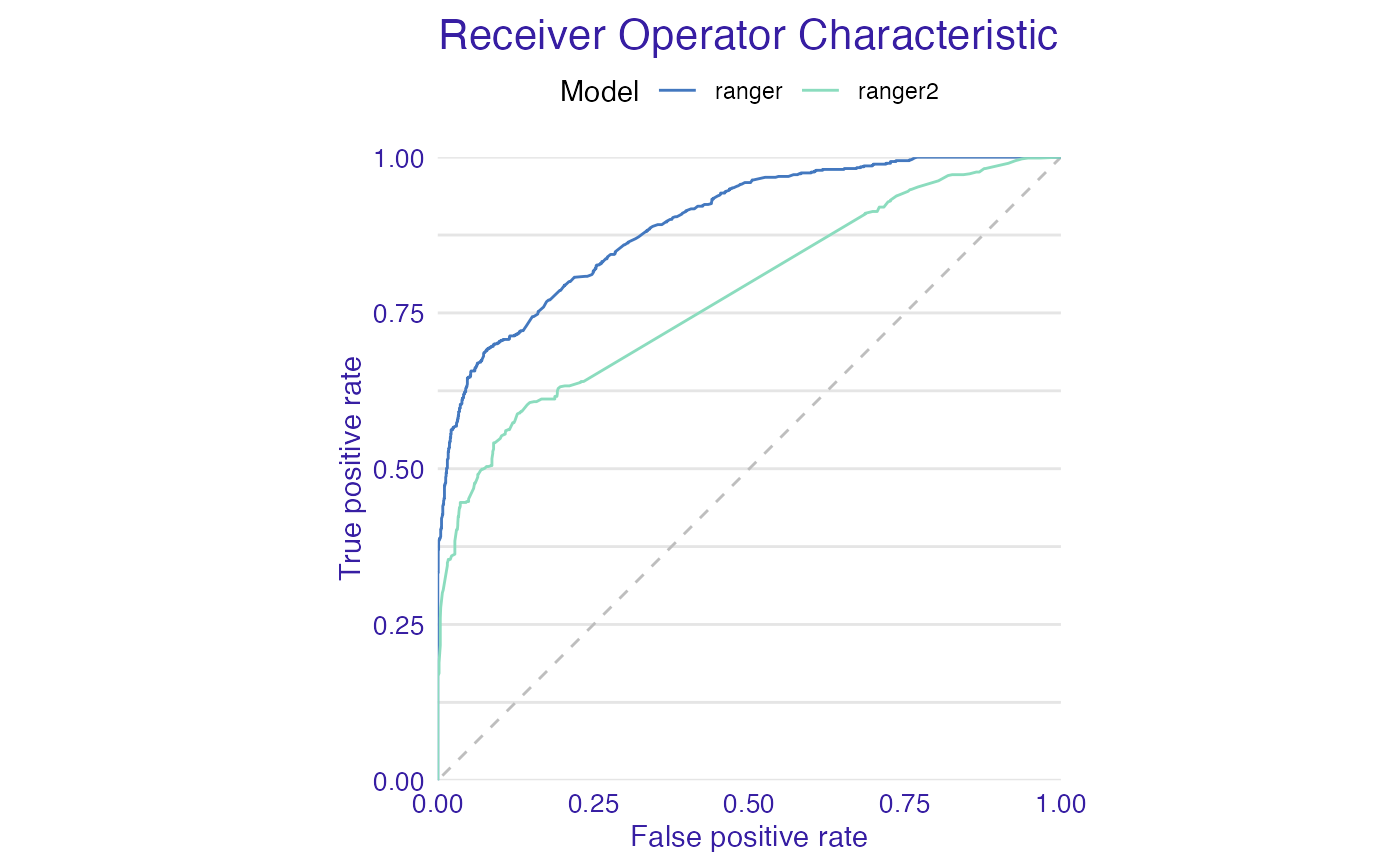 Receiver Operator Characteristic
Model ranger ranger2
1.00
0.75
0.50
0.25
0.00
True positive rate
0.00 0.25 0.50 0.75 1.00
False positive rate